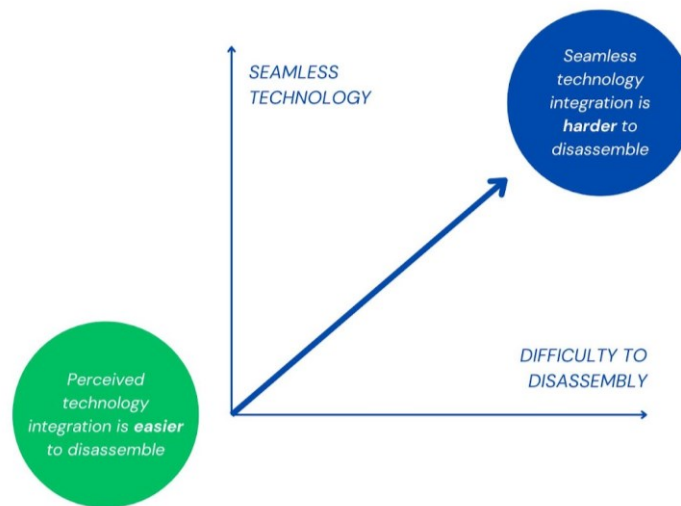 SEAMLESS
TECHNOLOGY
Seamless
technology
integration is
harder to
disassemble
DIFFICULTY TO
DISASSEMBLY
Perceived
technology
integration is easier
to disassemble